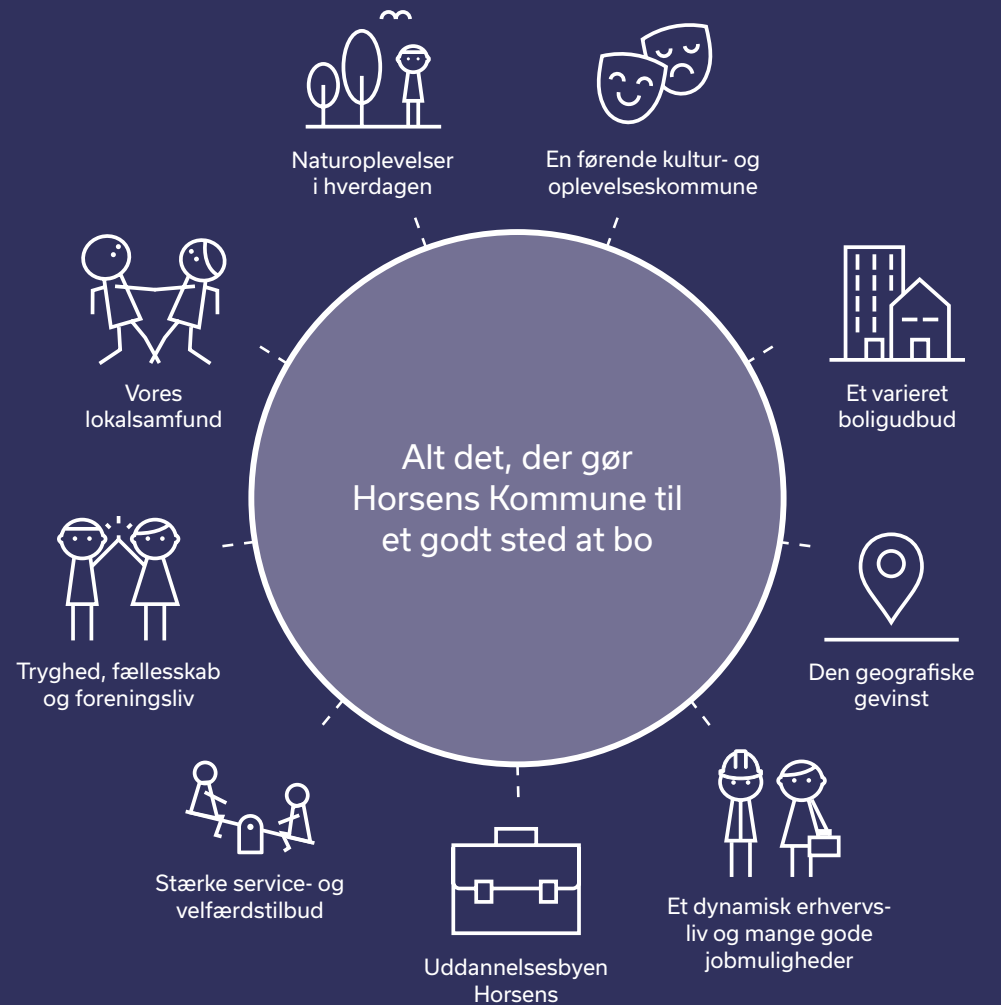 Naturoplevelser
i hverdagen
En førende kultur- og
oplevelseskommune
Vores
lokalsamfund
Et varieret
boligudbud
Alt det, der gør
Horsens Kommune til
et godt sted at bo
Tryghed, fællesskab
og foreningsliv
Den geografiske
gevinst
Stærke service- og
velfærdstilbud
Et dynamisk erhvervs-
liv og mange gode
jobmuligheder
Uddannelsesbyen
Horsens